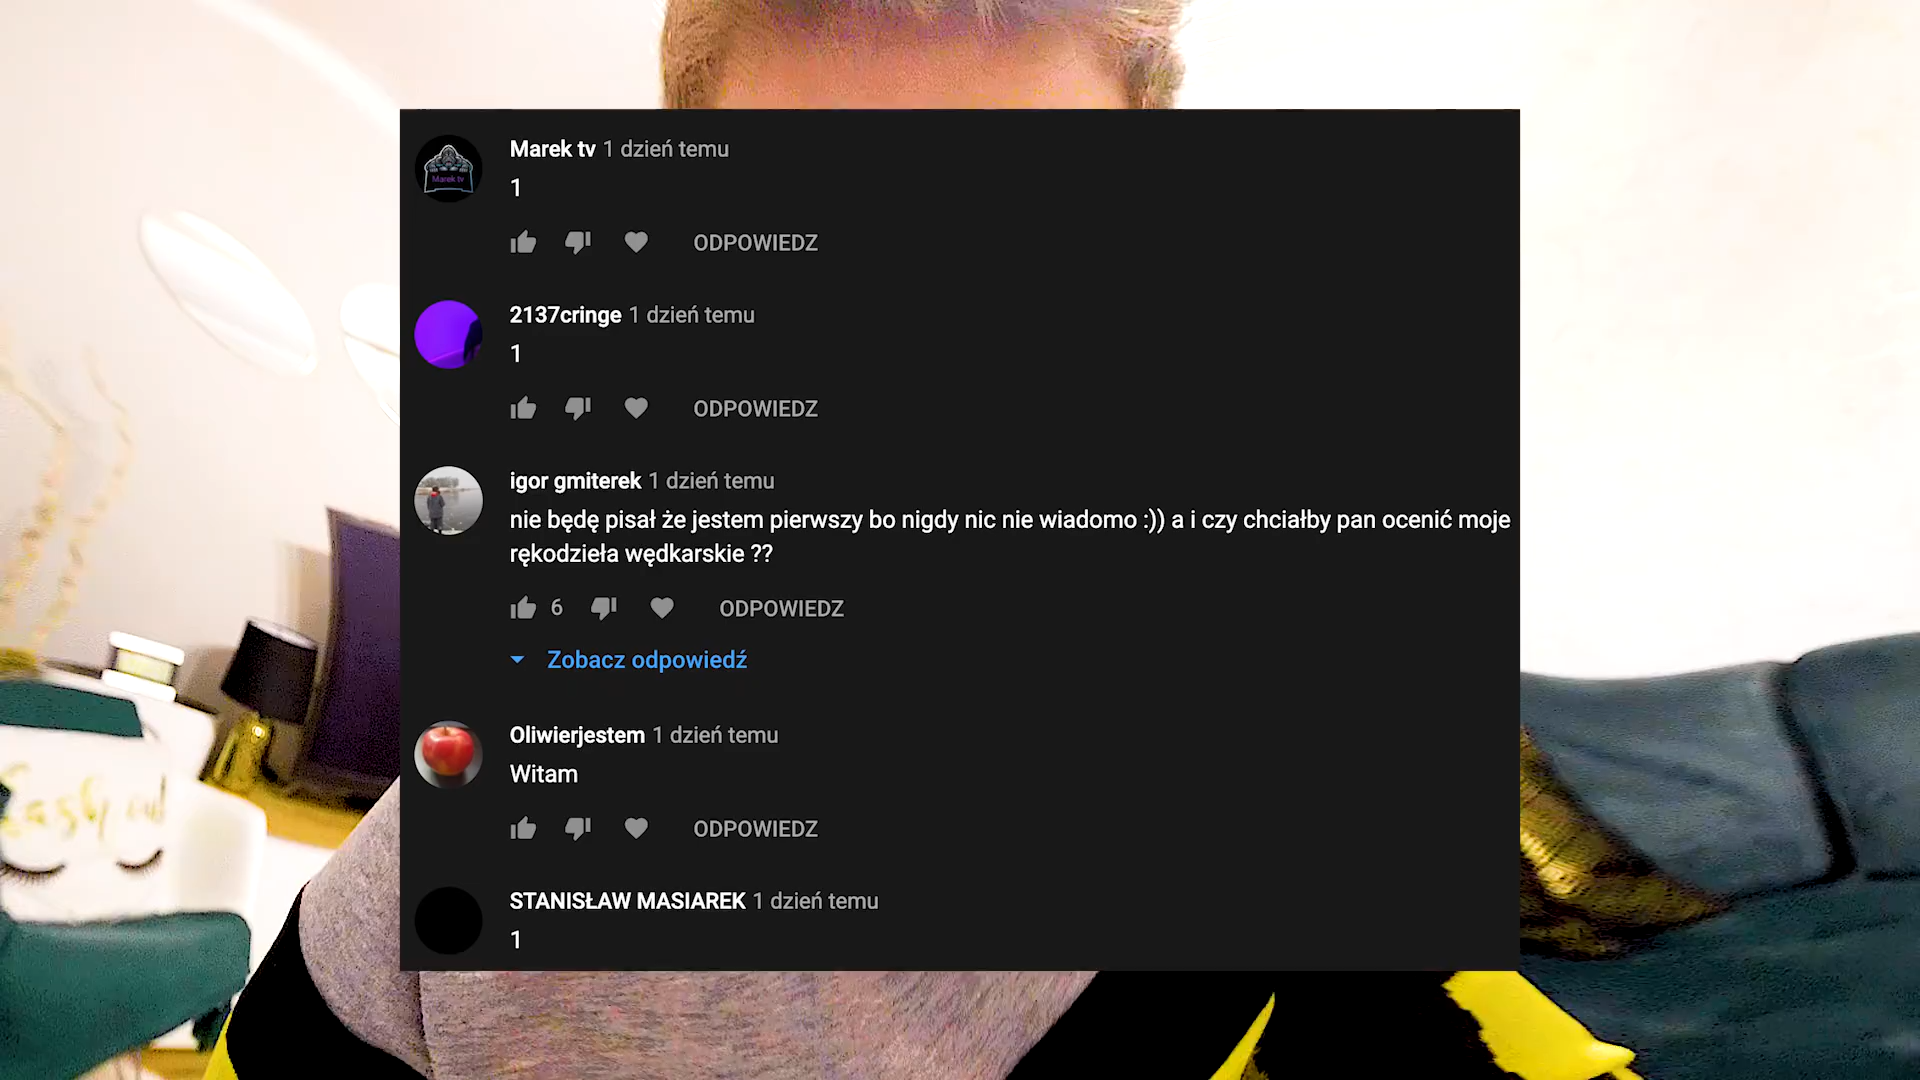 Marek tv 1 dzień temu
Marek tv
1
ODPOWIEDZ
2137cringe 1 dzień temu
1
ODPOWIEDZ
igor gmiterek 1 dzień temu
nie będę pisał że jestem pierwszy bo nigdy nic nie wiadomo :)) a i czy chciałby pan ocenić moje
rękodzieła wędkarskie ??
6
ODPOWIEDZ
Zobacz odpowiedź
Oliwierjestem 1 dzień temu
Witam
ODPOWIEDZ
STANISŁAW MASIAREK 1 dzień temu
1